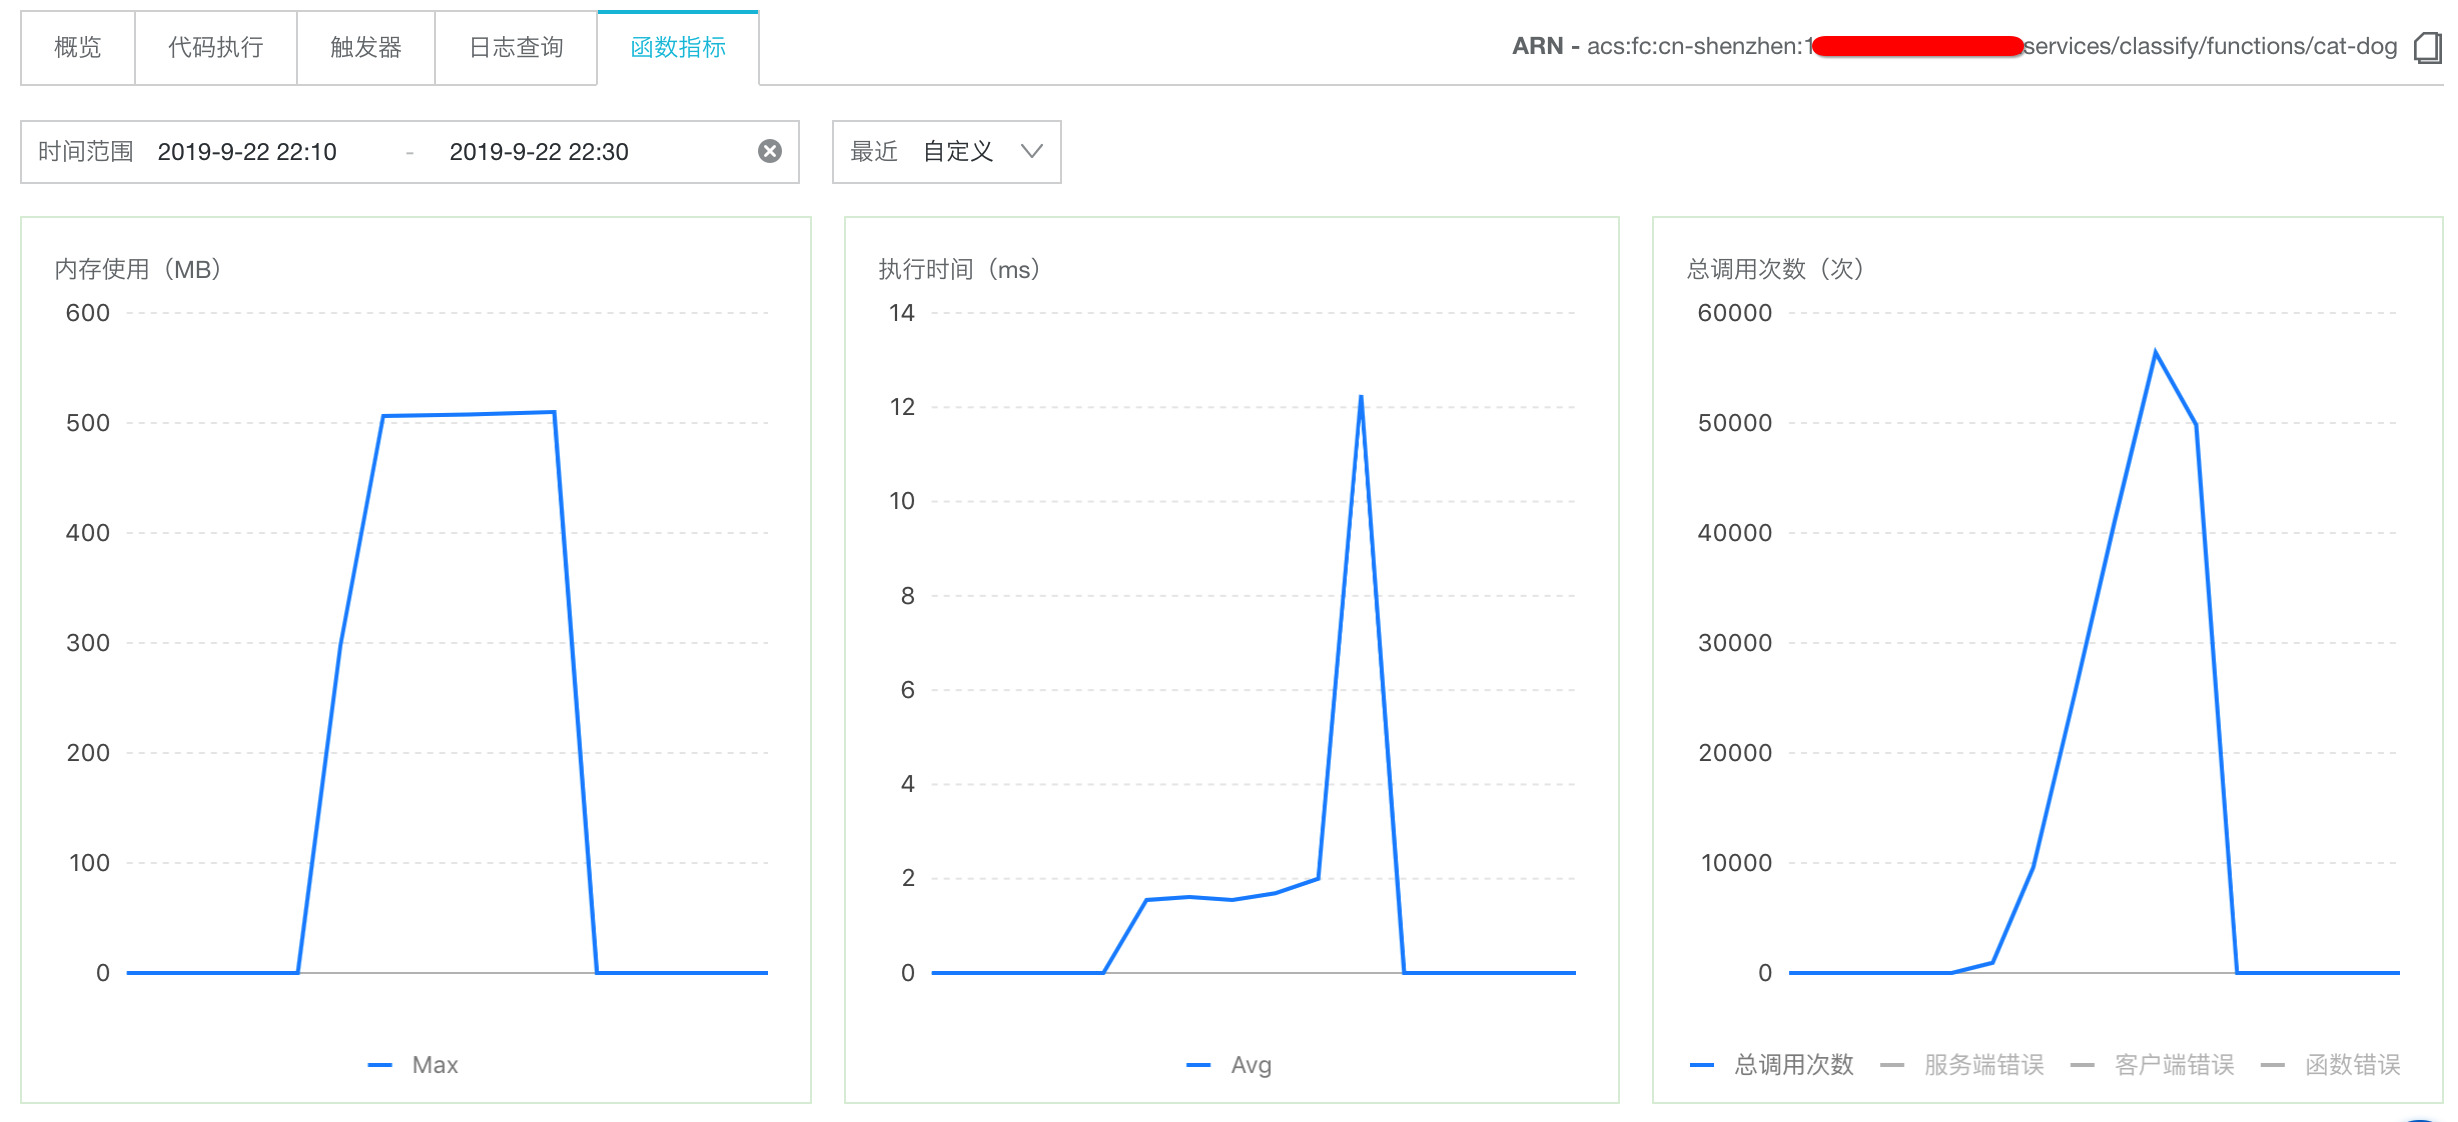 概览 代码执行 触发器 日志查询 函数指标 ARN - acs:fc:cn-shenzhen:1 services/classify/functions/cat-dog
时间范围 2019-9-22 22:10 - 2019-9-22 22:30 最近 自定义
内存使用（MB）
600
500
400
300
200
100
0
Max
执行时间（ms）
14
12
10
8
6
4
2
0
Avg
总调用次数（次）
60000
50000
40000
30000
20000
10000
0
总调用次数 服务端错误 客户端错误 函数错误